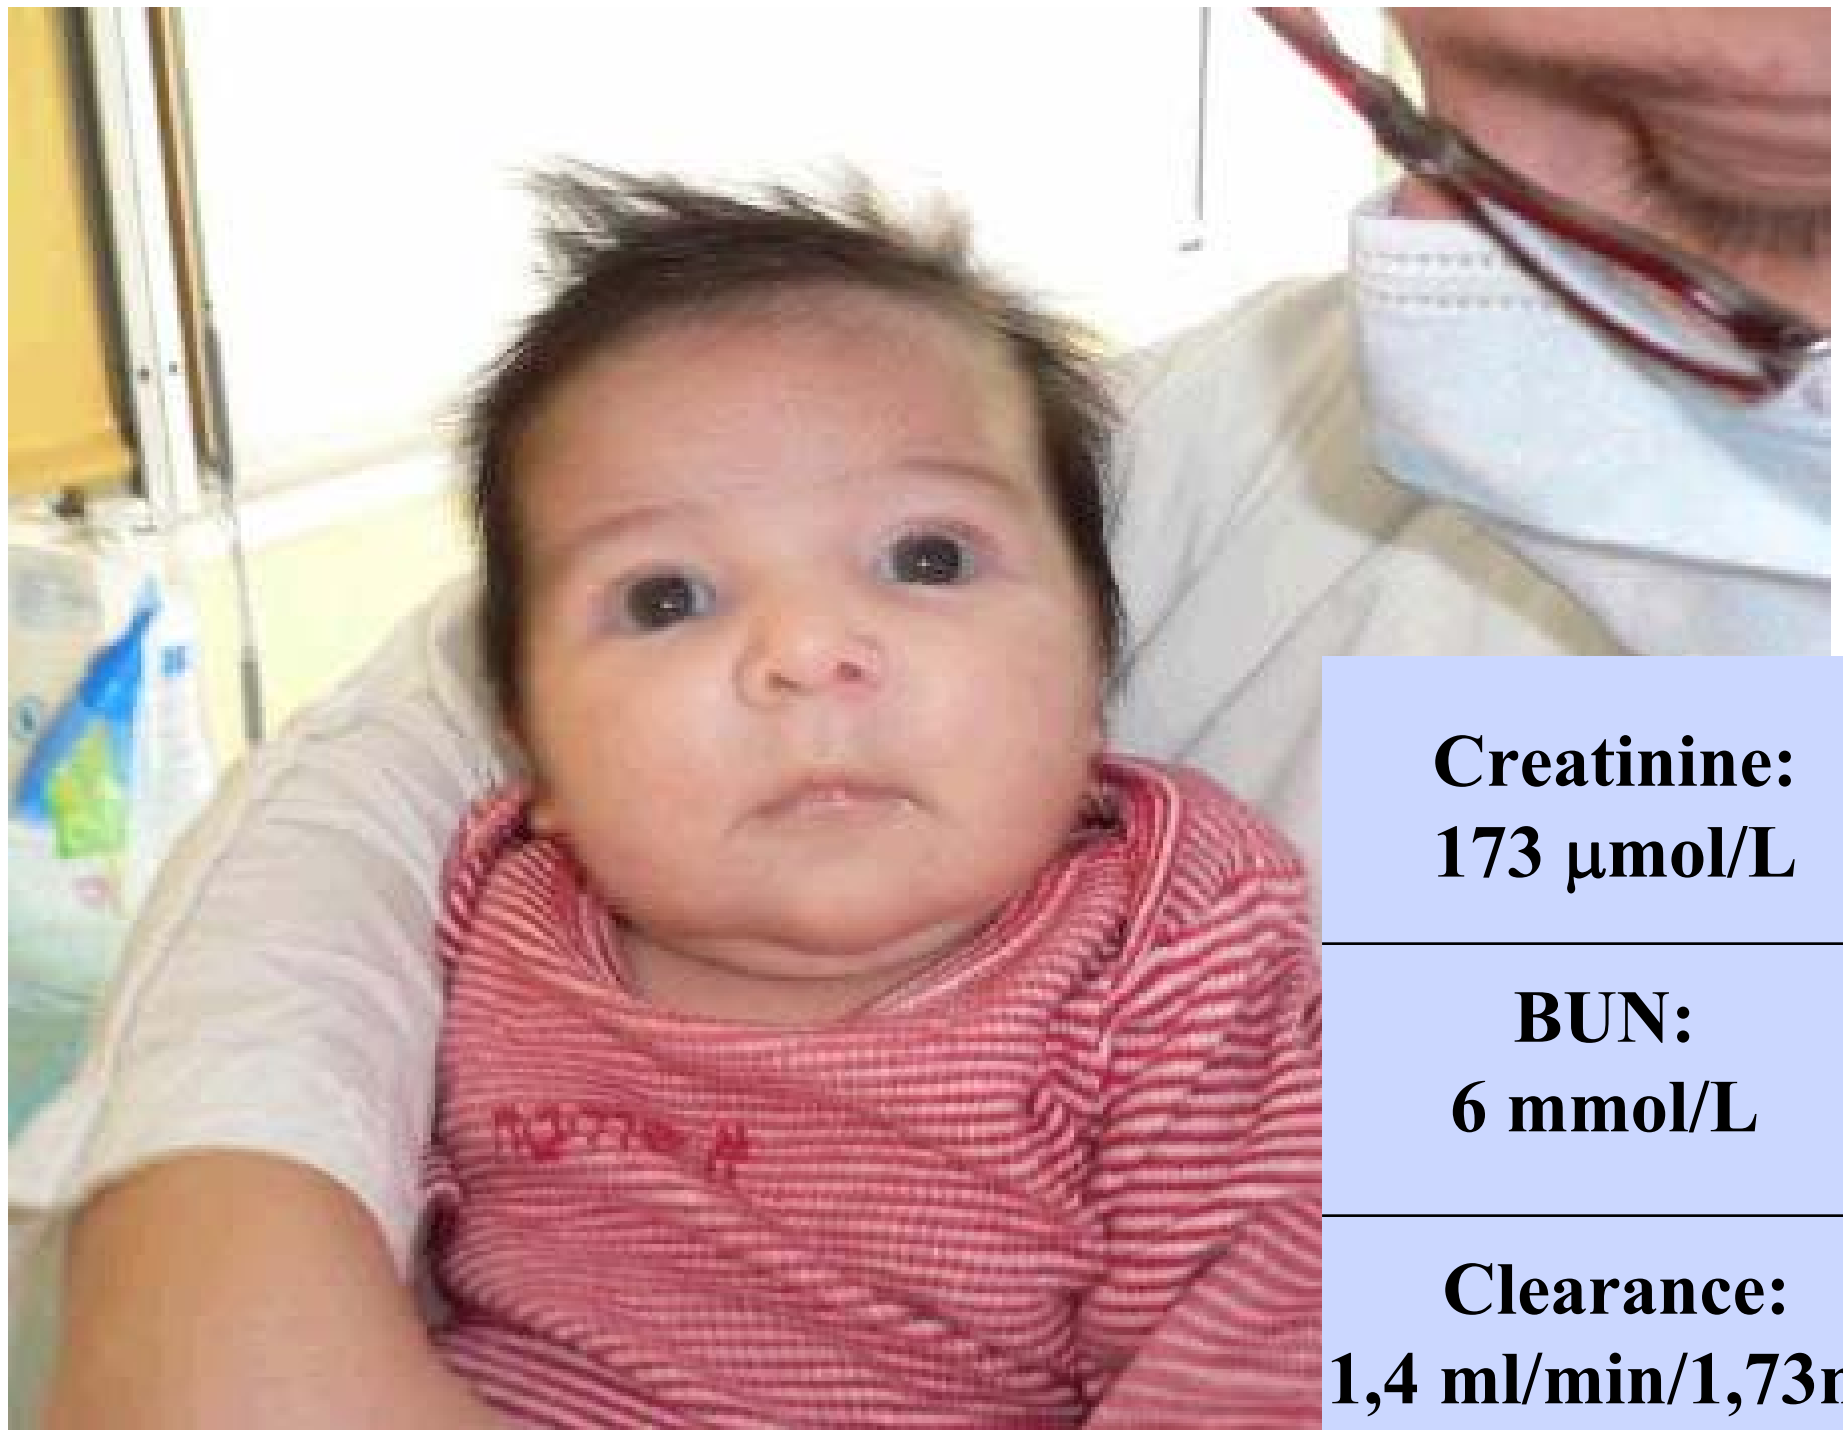 Creatinine:
173 μmol/L
BUN:
6 mmol/L
Clearance:
1,4 ml/min/1,73